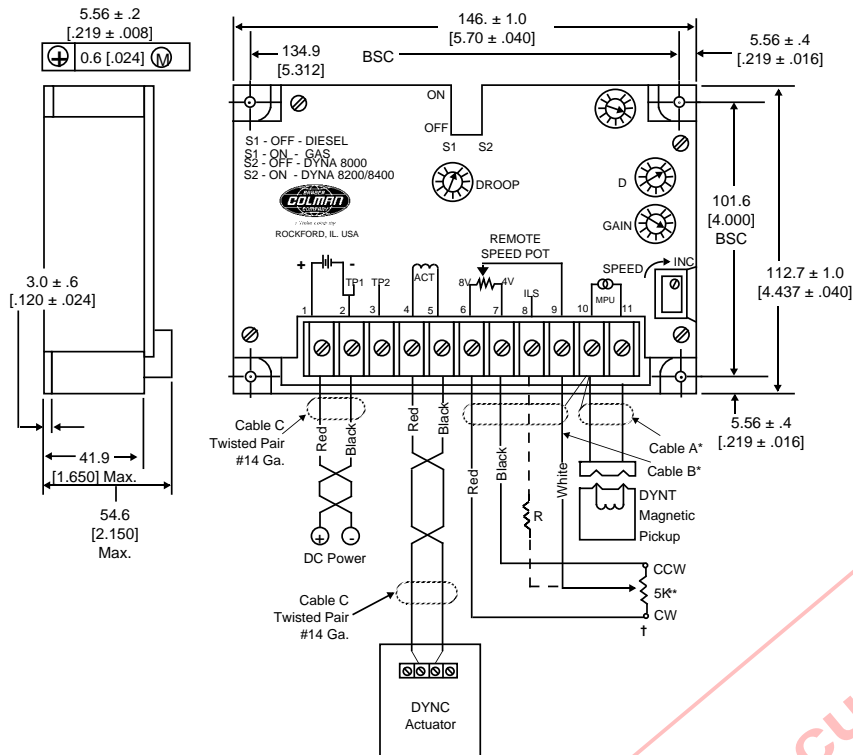 5.56 ± .2
[.219 ± .008]
0.6 [.024] M
146. ± 1.0
[5.70 ± .040]
134.9
[5.312]
BSC
5.56 ± .4
[.219 ± .016]
ON
OFF
S1 S2
S1 - OFF - DIESEL
S1 - ON - GAS
S2 - OFF - DYNA 8000
S2 - ON - DYNA 8200/8400
BARBER
COLMAN
COMPANY
ROCKFORD, IL. USA
DROOP
D
GAIN
101.6
[4.000]
BSC
112.7 ± 1.0
[4.437 ± .040]
REMOTE
SPEED POT
SPEED
INC
+ -
TP1 TP2
ACT
8V 4V
ILS
MPU
1 2 3 4 5 6 7 8 9 10 11
3.0 ± .6
[.120 ± .024]
41.9
[1.650] Max.
54.6
[2.150]
Max.
5.56 ± .4
[.219 ± .016]
Cable C
Twisted Pair
#14 Ga.
Red
Black
Red
Black
Red
Black
White
R
Cable A*
Cable B*
DYNT
Magnetic
Pickup
+ -
DC Power
CCW
5K**
CW
†
Cable C
Twisted Pair
#14 Ga.
DYNC
Actuator
cu